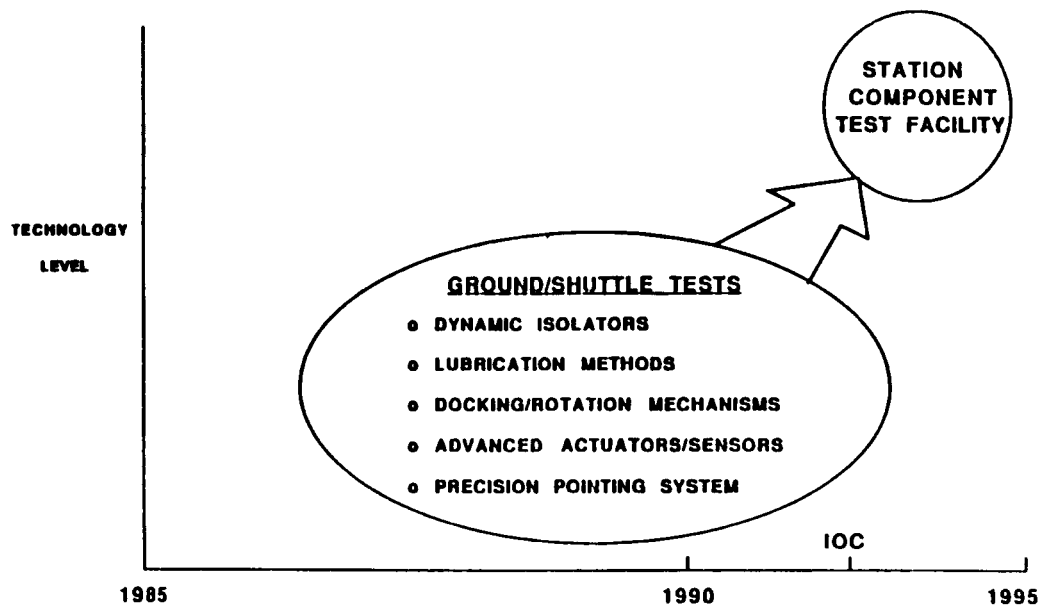 STATION
COMPONENT
TEST FACILITY
TECHNOLOGY
LEVEL
GROUND/SHUTTLE TESTS
o DYNAMIC ISOLATORS
o LUBRICATION METHODS
o DOCKING/ROTATION MECHANISMS
o ADVANCED ACTUATORS/SENSORS
o PRECISION POINTING SYSTEM
IOC
1985
1990
1995